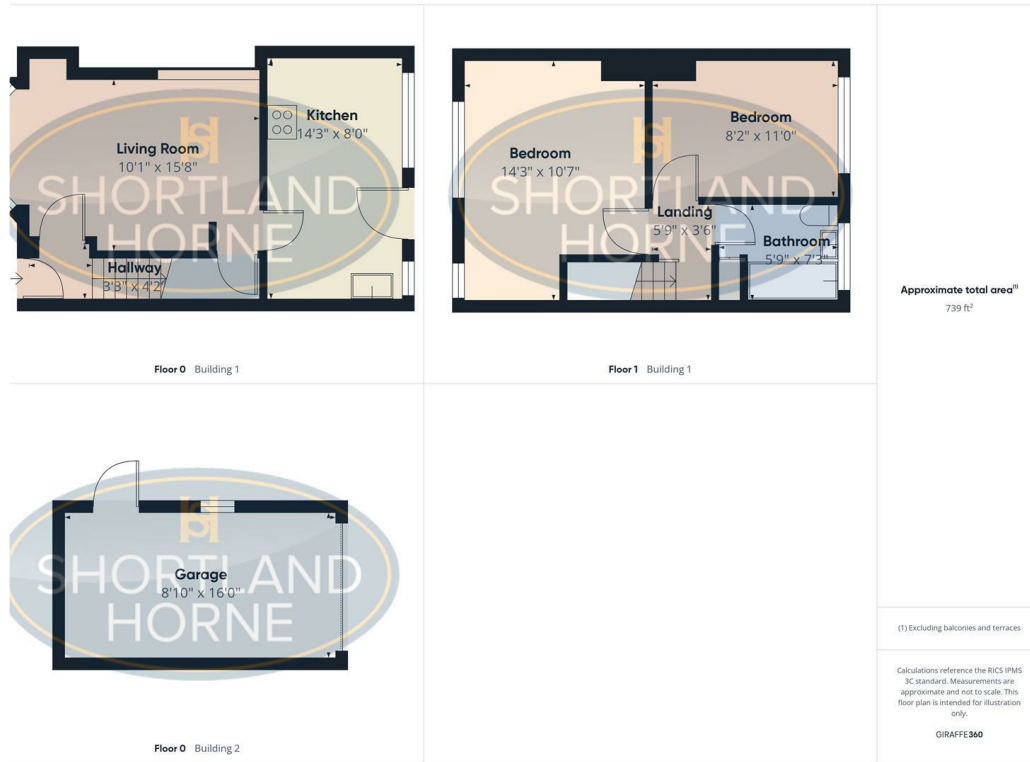 Living Room
10'1" x 15'8"
Kitchen
14'3" x 8'0"
Hallway
3'3" x 4'2"
SHORTLAND
HORNE
Floor 0 Building 1
Bedroom
14'3" x 10'7"
Bedroom
8'2" x 11'0"
Landing
5'9" x 3'6"
Bathroom
5'9" x 7'3"
SHORTLAND
HORNE
Floor 1 Building 1
Approximate total area(1)
739 ft²
Garage
8'10" x 16'0"
SHORTLAND
HORNE
Floor 0 Building 2
(1) Excluding balconies and terraces
Calculations reference the RICS IPMS
3C standard. Measurements are
approximate and not to scale. This
floor plan is intended for illustration
only.
GIRAFFE360